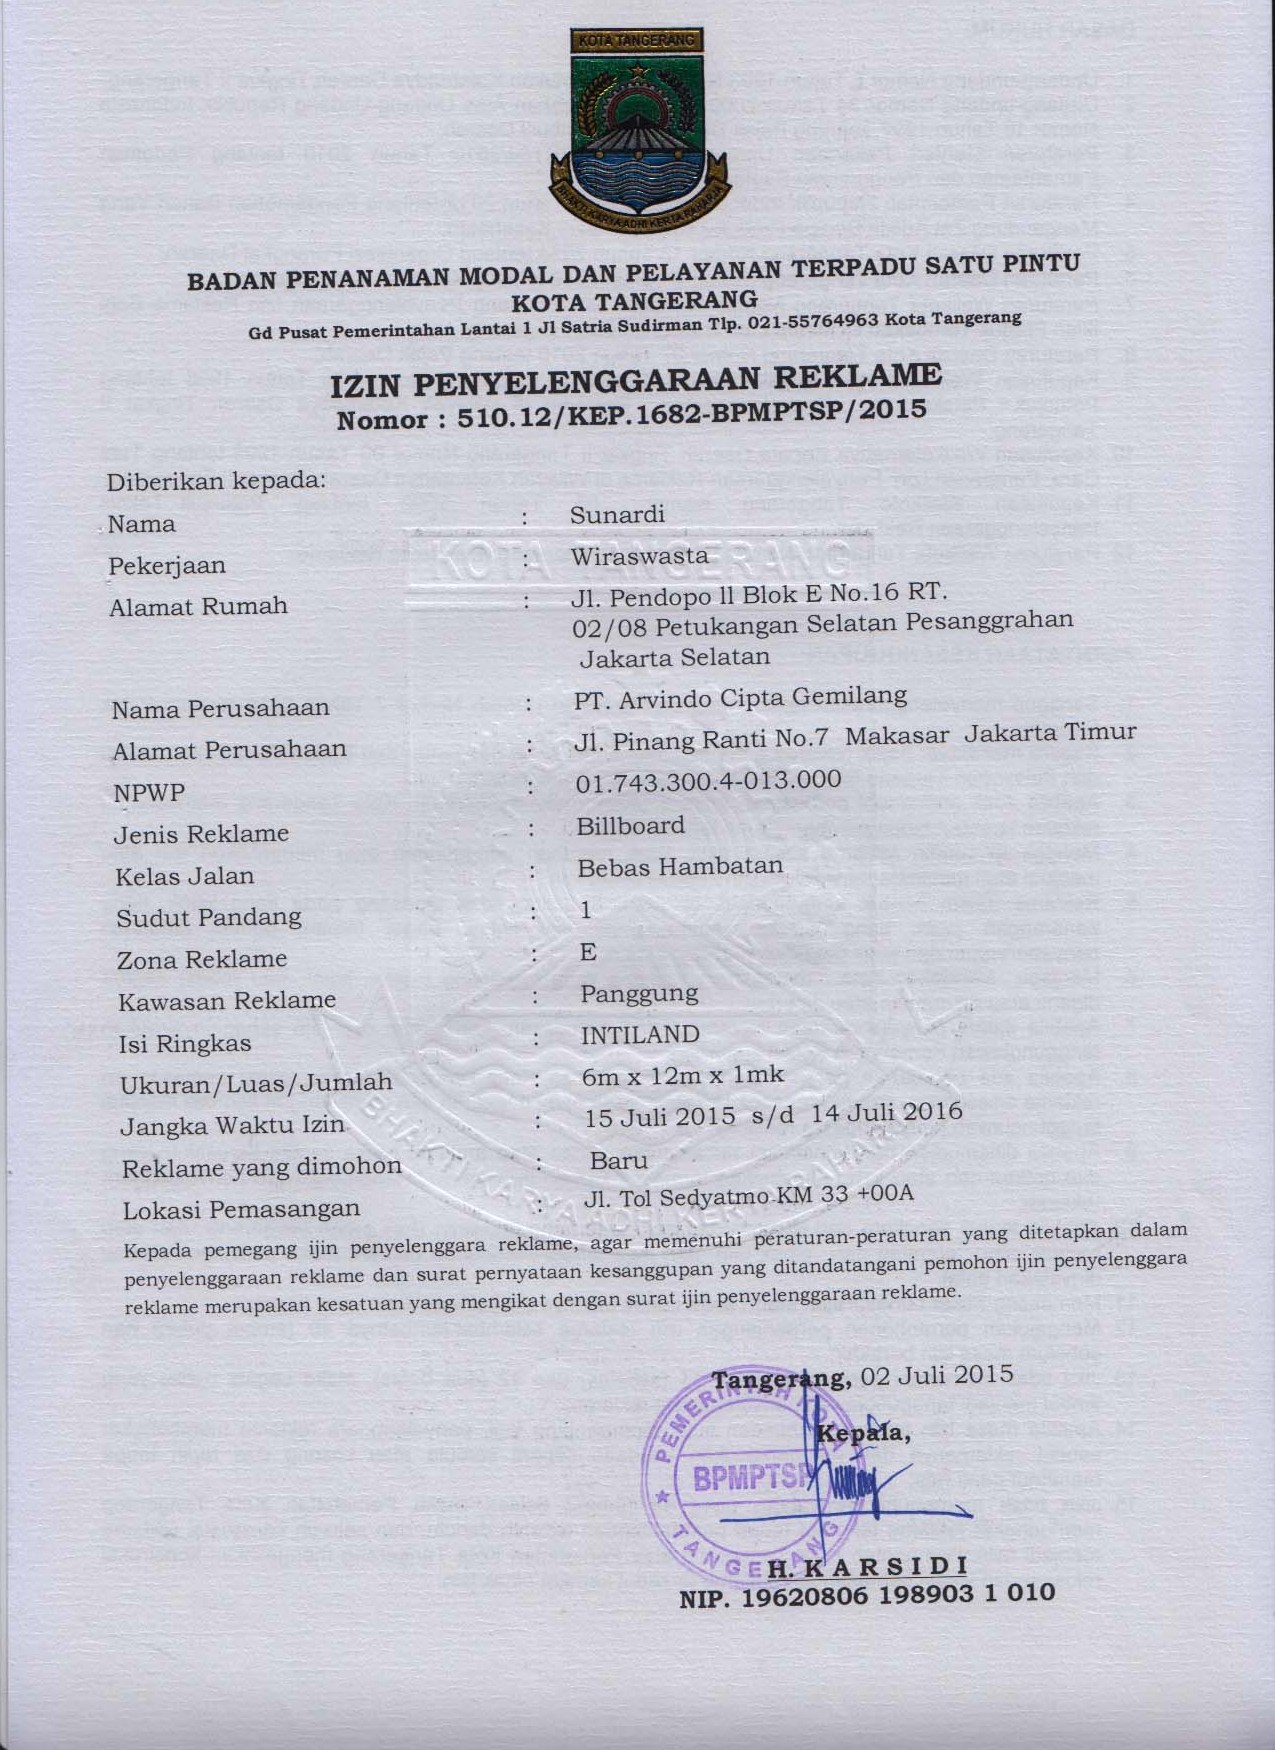 KOTA TANGERANG
BHAKTI KARYA ADHI KERTA RAHARJA
BADAN PENANAMAN MODAL DAN PELAYANAN TERPADU SATU PINTU
KOTA TANGERANG
Gd Pusat Pemerintahan Lantai 1 Jl Satria Sudirman Tlp. 021-55764963 Kota Tangerang
IZIN PENYELENGGARAAN REKLAME
Nomor : 510.12/KEP.1682-BPMPTSP/2015
Diberikan kepada:
Nama : Sunardi
KOTA TANGERANG
Pekerjaan : Wiraswasta
Alamat Rumah : Jl. Pendopo ll Blok E No.16 RT.
02/08 Petukangan Selatan Pesanggrahan
Jakarta Selatan
Nama Perusahaan : PT. Arvindo Cipta Gemilang
Alamat Perusahaan : Jl. Pinang Ranti No.7 Makasar Jakarta Timur
NPWP : 01.743.300.4-013.000
Jenis Reklame : Billboard
Kelas Jalan : Bebas Hambatan
Sudut Pandang : 1
Zona Reklame : E
Kawasan Reklame : Panggung
Isi Ringkas : INTILAND
Ukuran/Luas/Jumlah : 6m x 12m x 1mk
Jangka Waktu Izin : 15 Juli 2015 s/d 14 Juli 2016
Reklame yang dimohon : Baru
Lokasi Pemasangan : Jl. Tol Sedyatmo KM 33 +00A
BHAKTI KARYA ADHI KERTA RAHARJA
Kepada pemegang ijin penyelenggara reklame, agar memenuhi peraturan-peraturan yang ditetapkan dalam
penyelenggaraan reklame dan surat pernyataan kesanggupan yang ditandatangani pemohon ijin penyelenggara
reklame merupakan kesatuan yang mengikat dengan surat ijin penyelenggaraan reklame.
Tangerang, 02 Juli 2015
Kepala,
PEMERINTAH KOTA
BPMPTSP
TANGERANG
H. K A R S I D I
NIP. 19620806 198903 1 010